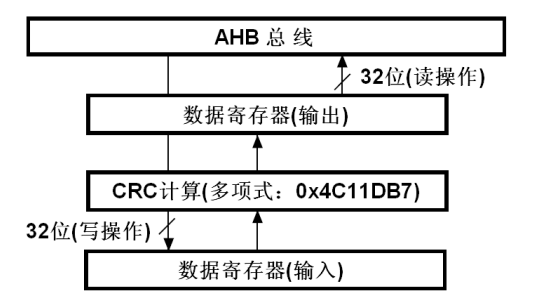 AHB 总 线
32位(读操作)
数据寄存器(输出)
CRC计算(多项式：0x4C11DB7)
32位(写操作)
数据寄存器(输入)